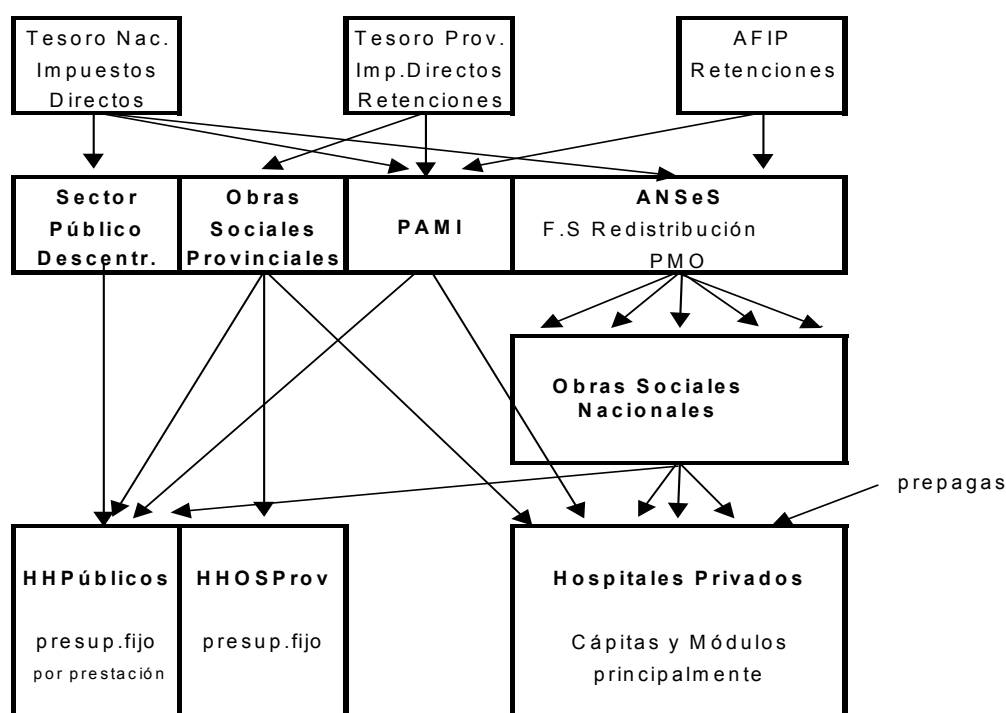 Tesoro Nac.
Impuestos
Directos
Tesoro Prov.
Imp.Directos
Retenciones
AFIP
Retenciones
Sector
Público
Descentr.
Obras
Sociales
Provinciales
PAMI
ANSeS
F.S Redistribución
PMO
Obras Sociales
Nacionales
prepagas
HHPúblicos
presup.fijo
por prestación
HHOSProv
presup.fijo
Hospitales Privados
Cápitas y Módulos
principalmente